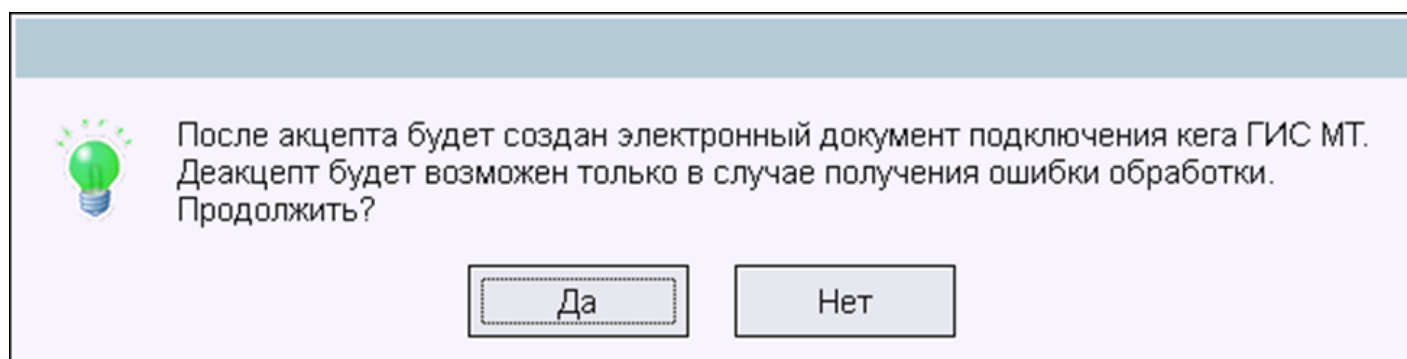 После акцепта будет создан электронный документ подключения кега ГИС МТ.
Деакцепт будет возможен только в случае получения ошибки обработки.
Продолжить?
Да Нет